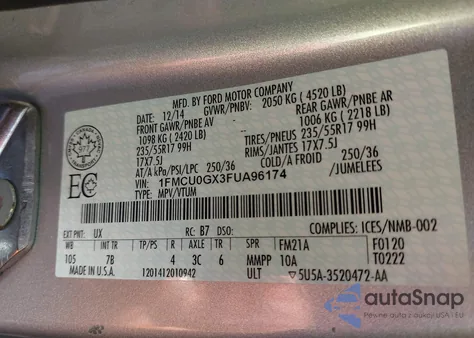 MFD. BY FORD MOTOR COMPANY
12/14 GVWR/PNBV: 2050 KG ( 4520 LB)
FRONT GAWR/PNBE AV REAR GAWR/PNBE AR
1098 KG ( 2420 LB) 1006 KG ( 2218 LB)
235/55R17 99H TIRES/PNEUS 235/55R17 99H
17X7.5J RIMS/JANTES 17X7.5J
AT/A kPa/PSI/LPC 250/36 COLD/A FROID 250/36
VIN: 1FMCU0GX3FUA96174 /JUMELEES
TYPE: MPV/VTUM
EC
EXT PNT: UX RC: B7 DSO: COMPLIES: ICES/NMB-002
WB INT TR TP/PS R AXLE TR SPR FM21A F0120
105 7B 4 3C 6 MMPP 10A T0222
MADE IN U.S.A. 1201412010942 ULT 5U5A-3520472-AA
autoSnap
Pewne auto z aukcji USA i EU